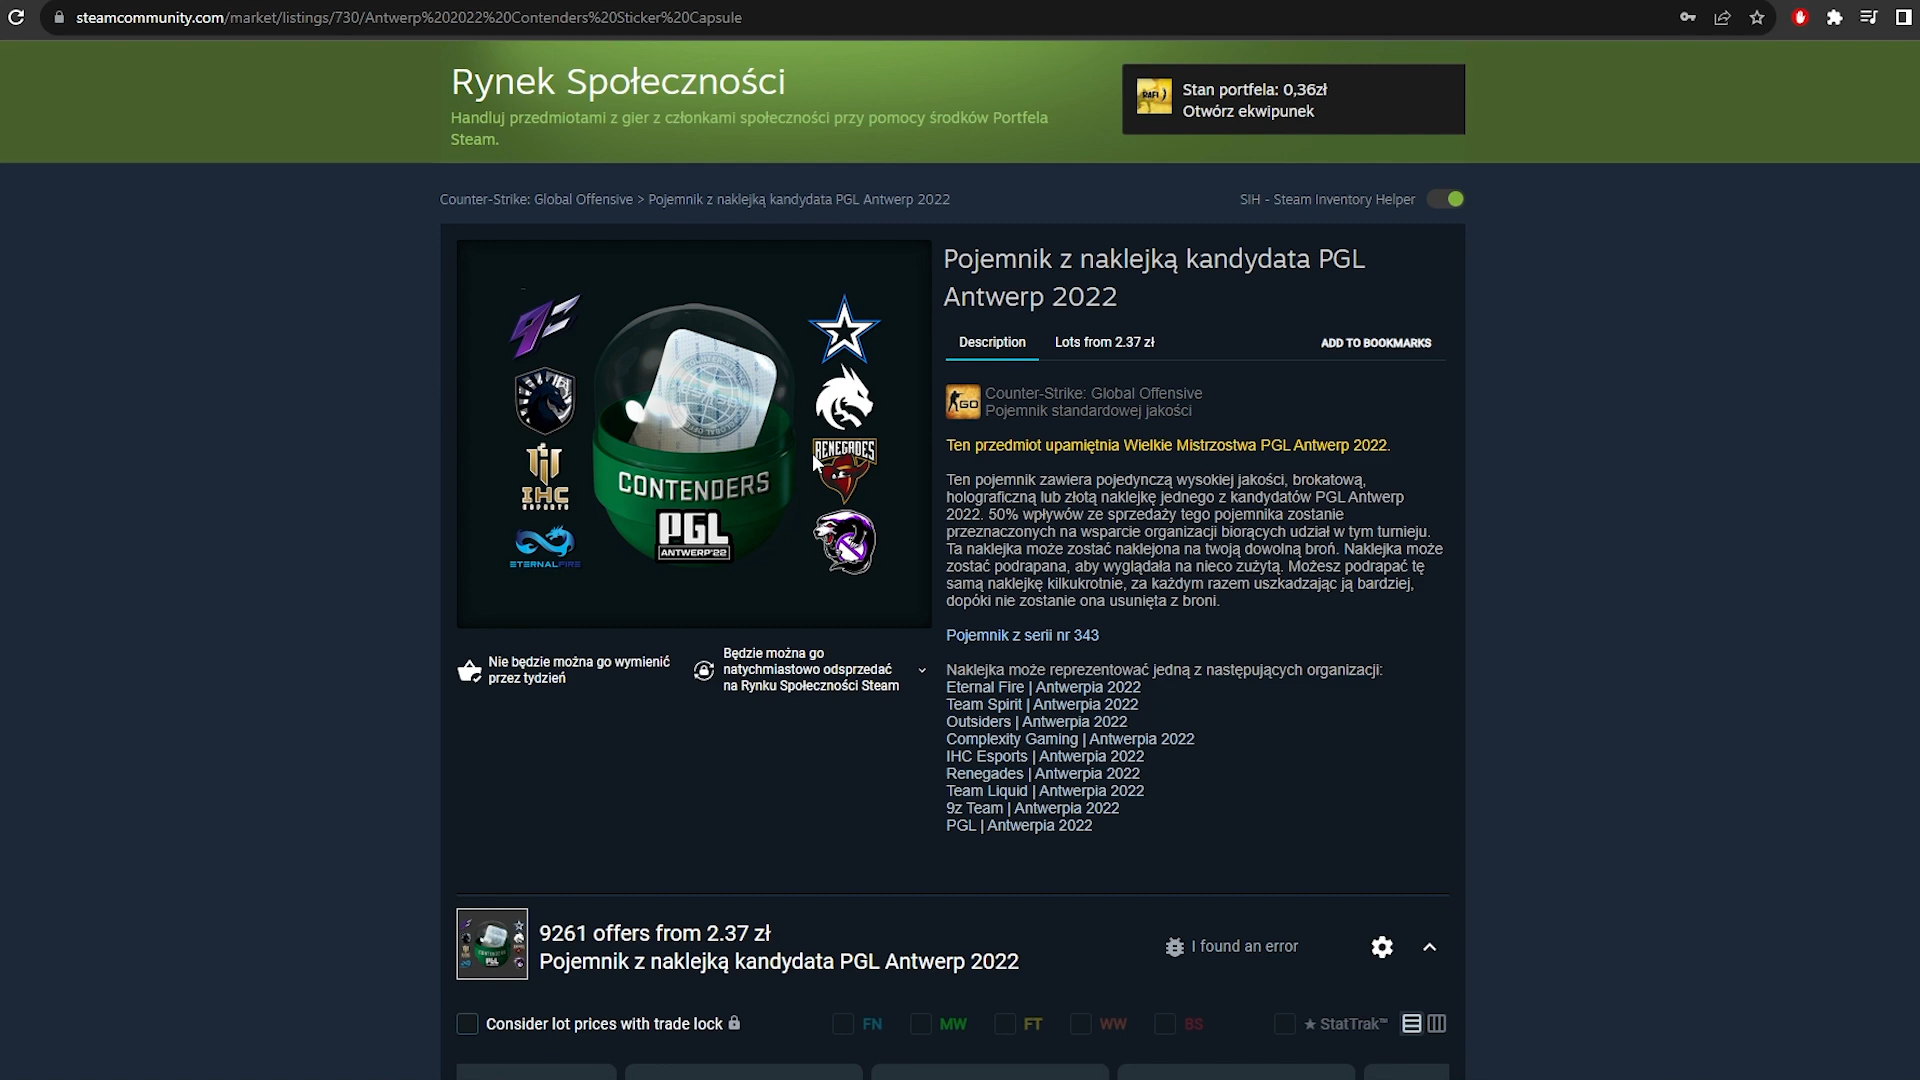 steamcommunity.com/market/listings/730/Antwerp%202022%20Contenders%20Sticker%20Capsule
Rynek Społeczności
Handluj przedmiotami z gier z członkami społeczności przy pomocy środków Portfela
Steam.
Stan portfela: 0,36zł
Otwórz ekwipunek
Counter-Strike: Global Offensive > Pojemnik z naklejką kandydata PGL Antwerp 2022
SIH - Steam Inventory Helper
RENEGADES
IHC
ESPORTS
ETERNAL FIRE
CONTENDERS
PGL
ANTWERP'22
Nie będzie można go wymienić
przez tydzień
Będzie można go
natychmiastowo odsprzedać
na Rynku Społeczności Steam
Pojemnik z naklejką kandydata PGL
Antwerp 2022
Description
Lots from 2.37 zł
ADD TO BOOKMARKS
GO
Counter-Strike: Global Offensive
Pojemnik standardowej jakości
Ten przedmiot upamiętnia Wielkie Mistrzostwa PGL Antwerp 2022.
Ten pojemnik zawiera pojedynczą wysokiej jakości, brokatową,
holograficzną lub złotą naklejkę jednego z kandydatów PGL Antwerp
2022. 50% wpływów ze sprzedaży tego pojemnika zostanie
przeznaczonych na wsparcie organizacji biorących udział w tym turnieju.
Ta naklejka może zostać naklejona na twoją dowolną broń. Naklejka może
zostać podrapana, aby wyglądała na nieco zużytą. Możesz podrapać tę
samą naklejkę kilkukrotnie, za każdym razem uszkadzając ją bardziej,
dopóki nie zostanie ona usunięta z broni.
Pojemnik z serii nr 343
Naklejka może reprezentować jedną z następujących organizacji:
Eternal Fire | Antwerpia 2022
Team Spirit | Antwerpia 2022
Outsiders | Antwerpia 2022
Complexity Gaming | Antwerpia 2022
IHC Esports | Antwerpia 2022
Renegades | Antwerpia 2022
Team Liquid | Antwerpia 2022
9z Team | Antwerpia 2022
PGL | Antwerpia 2022
9261 offers from 2.37 zł
Pojemnik z naklejką kandydata PGL Antwerp 2022
I found an error
Consider lot prices with trade lock
FN
MW
FT
WW
BS
★ StatTrak™